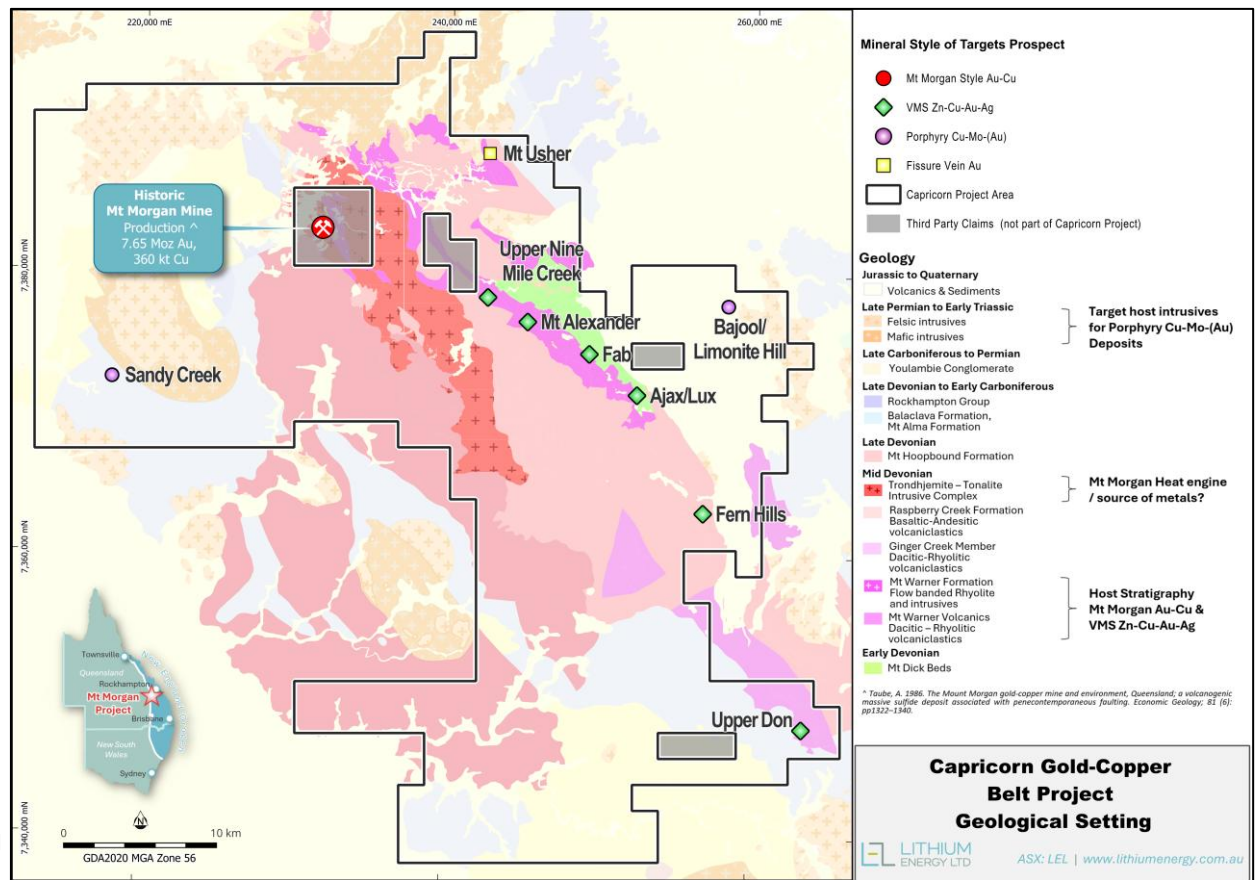 220,000 mE
240,000 mE
260,000 mE
7,380,000 mN
7,360,000 mN
7,340,000 mN
Historic
Mt Morgan Mine
Production ^
7.65 Moz Au,
360 kt Cu
Mt Usher
Upper Nine
Mile Creek
Mt Alexander
Fab
Bajool/
Limonite Hill
Sandy Creek
Ajax/Lux
Fern Hills
Upper Don
Townsville
Queensland
Rockhampton
Mt Morgan
Project
Brisbane
New South
Wales
Sydney
0
10 km
GDA2020 MGA Zone 56
Mineral Style of Targets Prospect
Mt Morgan Style Au-Cu
VMS Zn-Cu-Au-Ag
Porphyry Cu-Mo-(Au)
Fissure Vein Au
Capricorn Project Area
Third Party Claims (not part of Capricorn Project)
Geology
Jurassic to Quaternary
Volcanics & Sediments
Late Permian to Early Triassic
Felsic intrusives
Mafic intrusives
Target host intrusives
for Porphyry Cu-Mo-(Au)
Deposits
Late Carboniferous to Permian
Youlambie Conglomerate
Late Devonian to Early Carboniferous
Rockhampton Group
Balaclava Formation,
Mt Alma Formation
Late Devonian
Mt Hoopbound Formation
Mid Devonian
Trondhjemite – Tonalite
Intrusive Complex
Mt Morgan Heat engine
/ source of metals?
Raspberry Creek Formation
Basaltic-Andesitic
volcaniclastics
Ginger Creek Member
Dacitic-Rhyolitic
volcaniclastics
Mt Warner Formation
Flow banded Rhyolite
and intrusives
Mt Warner Volcanics
Dacitic – Rhyolitic
volcaniclastics
Host Stratigraphy
Mt Morgan Au-Cu &
VMS Zn-Cu-Au-Ag
Early Devonian
Mt Dick Beds
^ Taube, A. 1986. The Mount Morgan gold-copper mine and environment, Queensland; a volcanogenic
massive sulfide deposit associated with penecontemporaneous faulting. Economic Geology; 81 (6):
pp1322–1340.
Capricorn Gold-Copper
Belt Project
Geological Setting
LEL LITHIUM
ENERGY LTD
ASX: LEL | www.lithiumenergy.com.au